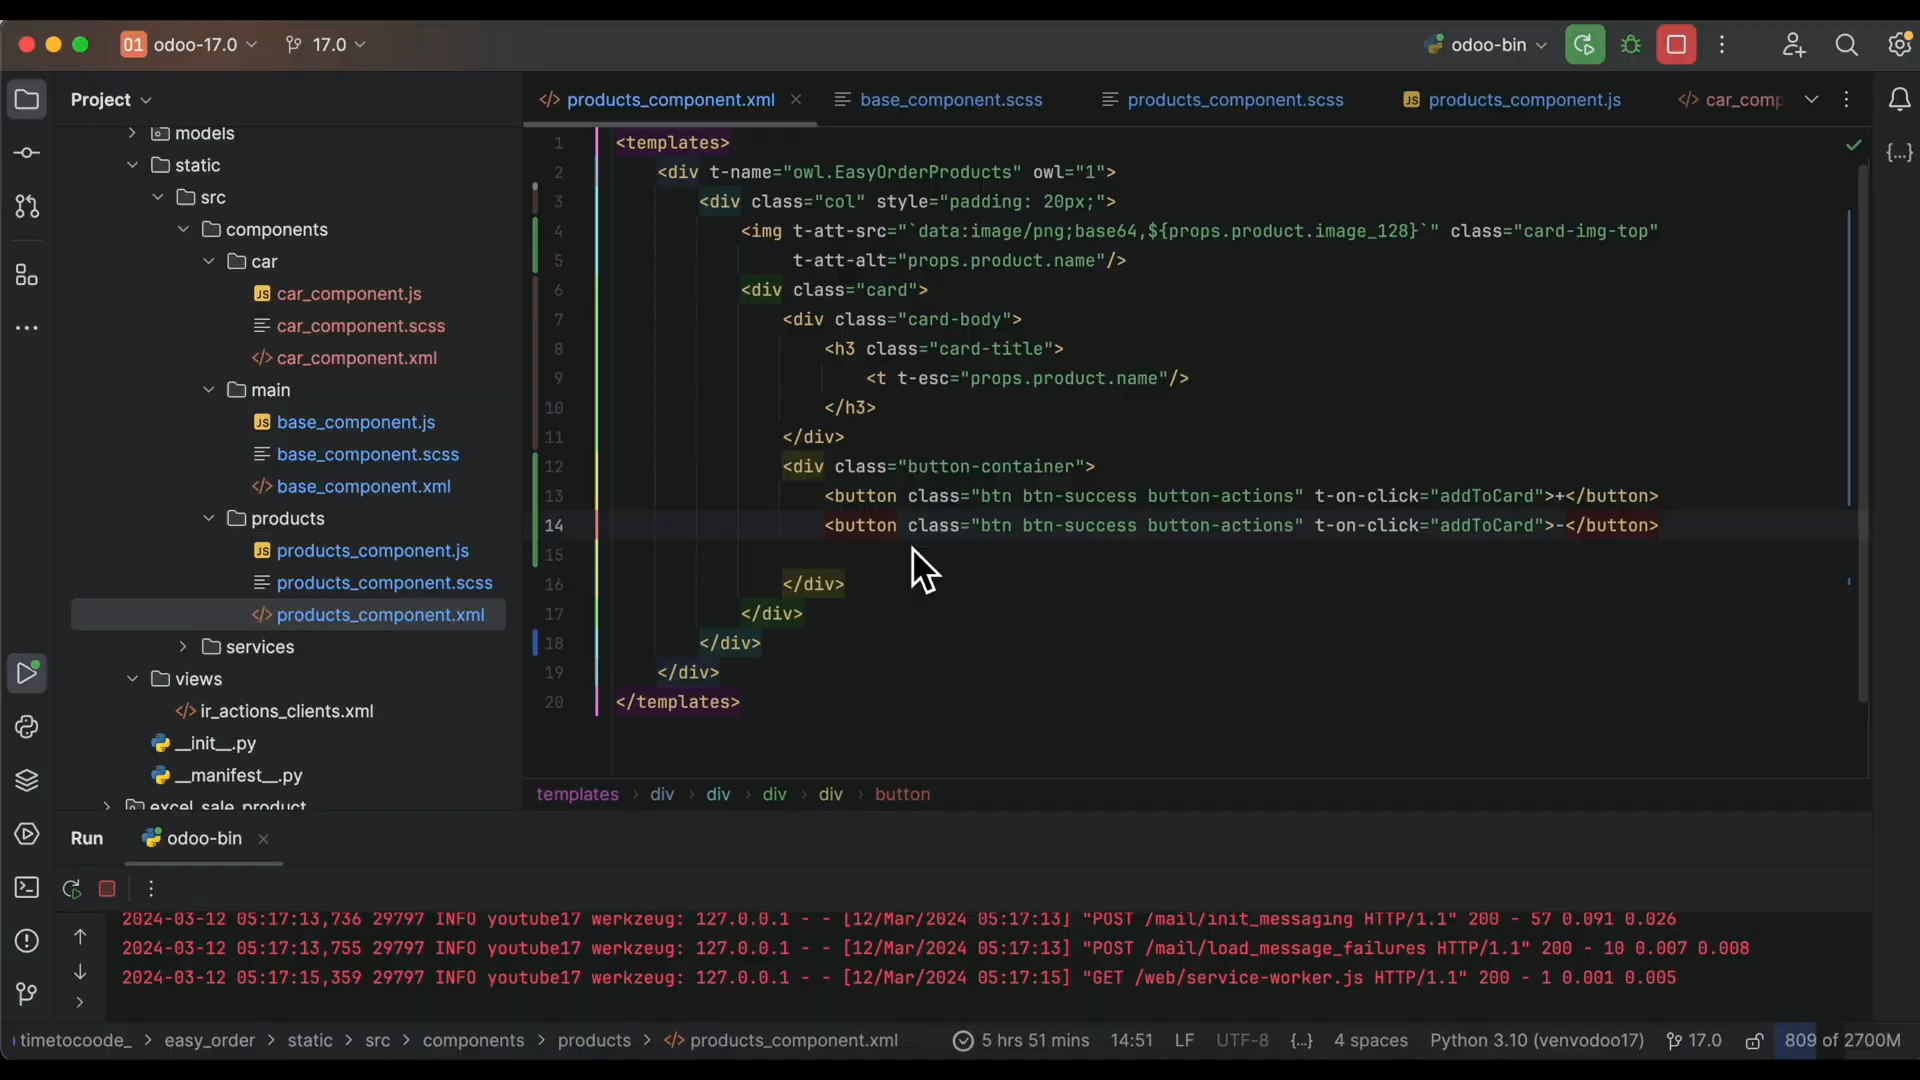 01 odoo-17.0 17.0 odoo-bin
Project
products_component.xml base_component.scss products_component.scss JS products_component.js </> car_comp
models
static
src
components
car
JS car_component.js
car_component.scss
</> car_component.xml
main
JS base_component.js
base_component.scss
</> base_component.xml
products
JS products_component.js
products_component.scss
</> products_component.xml
services
views
</> ir_actions_clients.xml
__init__.py
__manifest__.py
excel_sale_product
1 <templates>
2 <div t-name="owl.EasyOrderProducts" owl="1">
3 <div class="col" style="padding: 20px;">
4 <img t-att-src="`data:image/png;base64,${props.product.image_128}`" class="card-img-top"
5 t-att-alt="props.product.name"/>
6 <div class="card">
7 <div class="card-body">
8 <h3 class="card-title">
9 <t t-esc="props.product.name"/>
10 </h3>
11 </div>
12 <div class="button-container">
13 <button class="btn btn-success button-actions" t-on-click="addToCard">+</button>
14 <button class="btn btn-success button-actions" t-on-click="addToCard">-</button>
15
16 </div>
17 </div>
18 </div>
19 </div>
20 </templates>
templates › div › div › div › div › button
Run odoo-bin
2024-03-12 05:17:13,736 29797 INFO youtube17 werkzeug: 127.0.0.1 - - [12/Mar/2024 05:17:13] "POST /mail/init_messaging HTTP/1.1" 200 - 57 0.091 0.026
2024-03-12 05:17:13,755 29797 INFO youtube17 werkzeug: 127.0.0.1 - - [12/Mar/2024 05:17:13] "POST /mail/load_message_failures HTTP/1.1" 200 - 10 0.007 0.008
2024-03-12 05:17:15,359 29797 INFO youtube17 werkzeug: 127.0.0.1 - - [12/Mar/2024 05:17:15] "GET /web/service-worker.js HTTP/1.1" 200 - 1 0.001 0.005
timetocoode_ › easy_order › static › src › components › products › </> products_component.xml 5 hrs 51 mins 14:51 LF UTF-8 {..} 4 spaces Python 3.10 (venvodoo17) 17.0 809 of 2700M